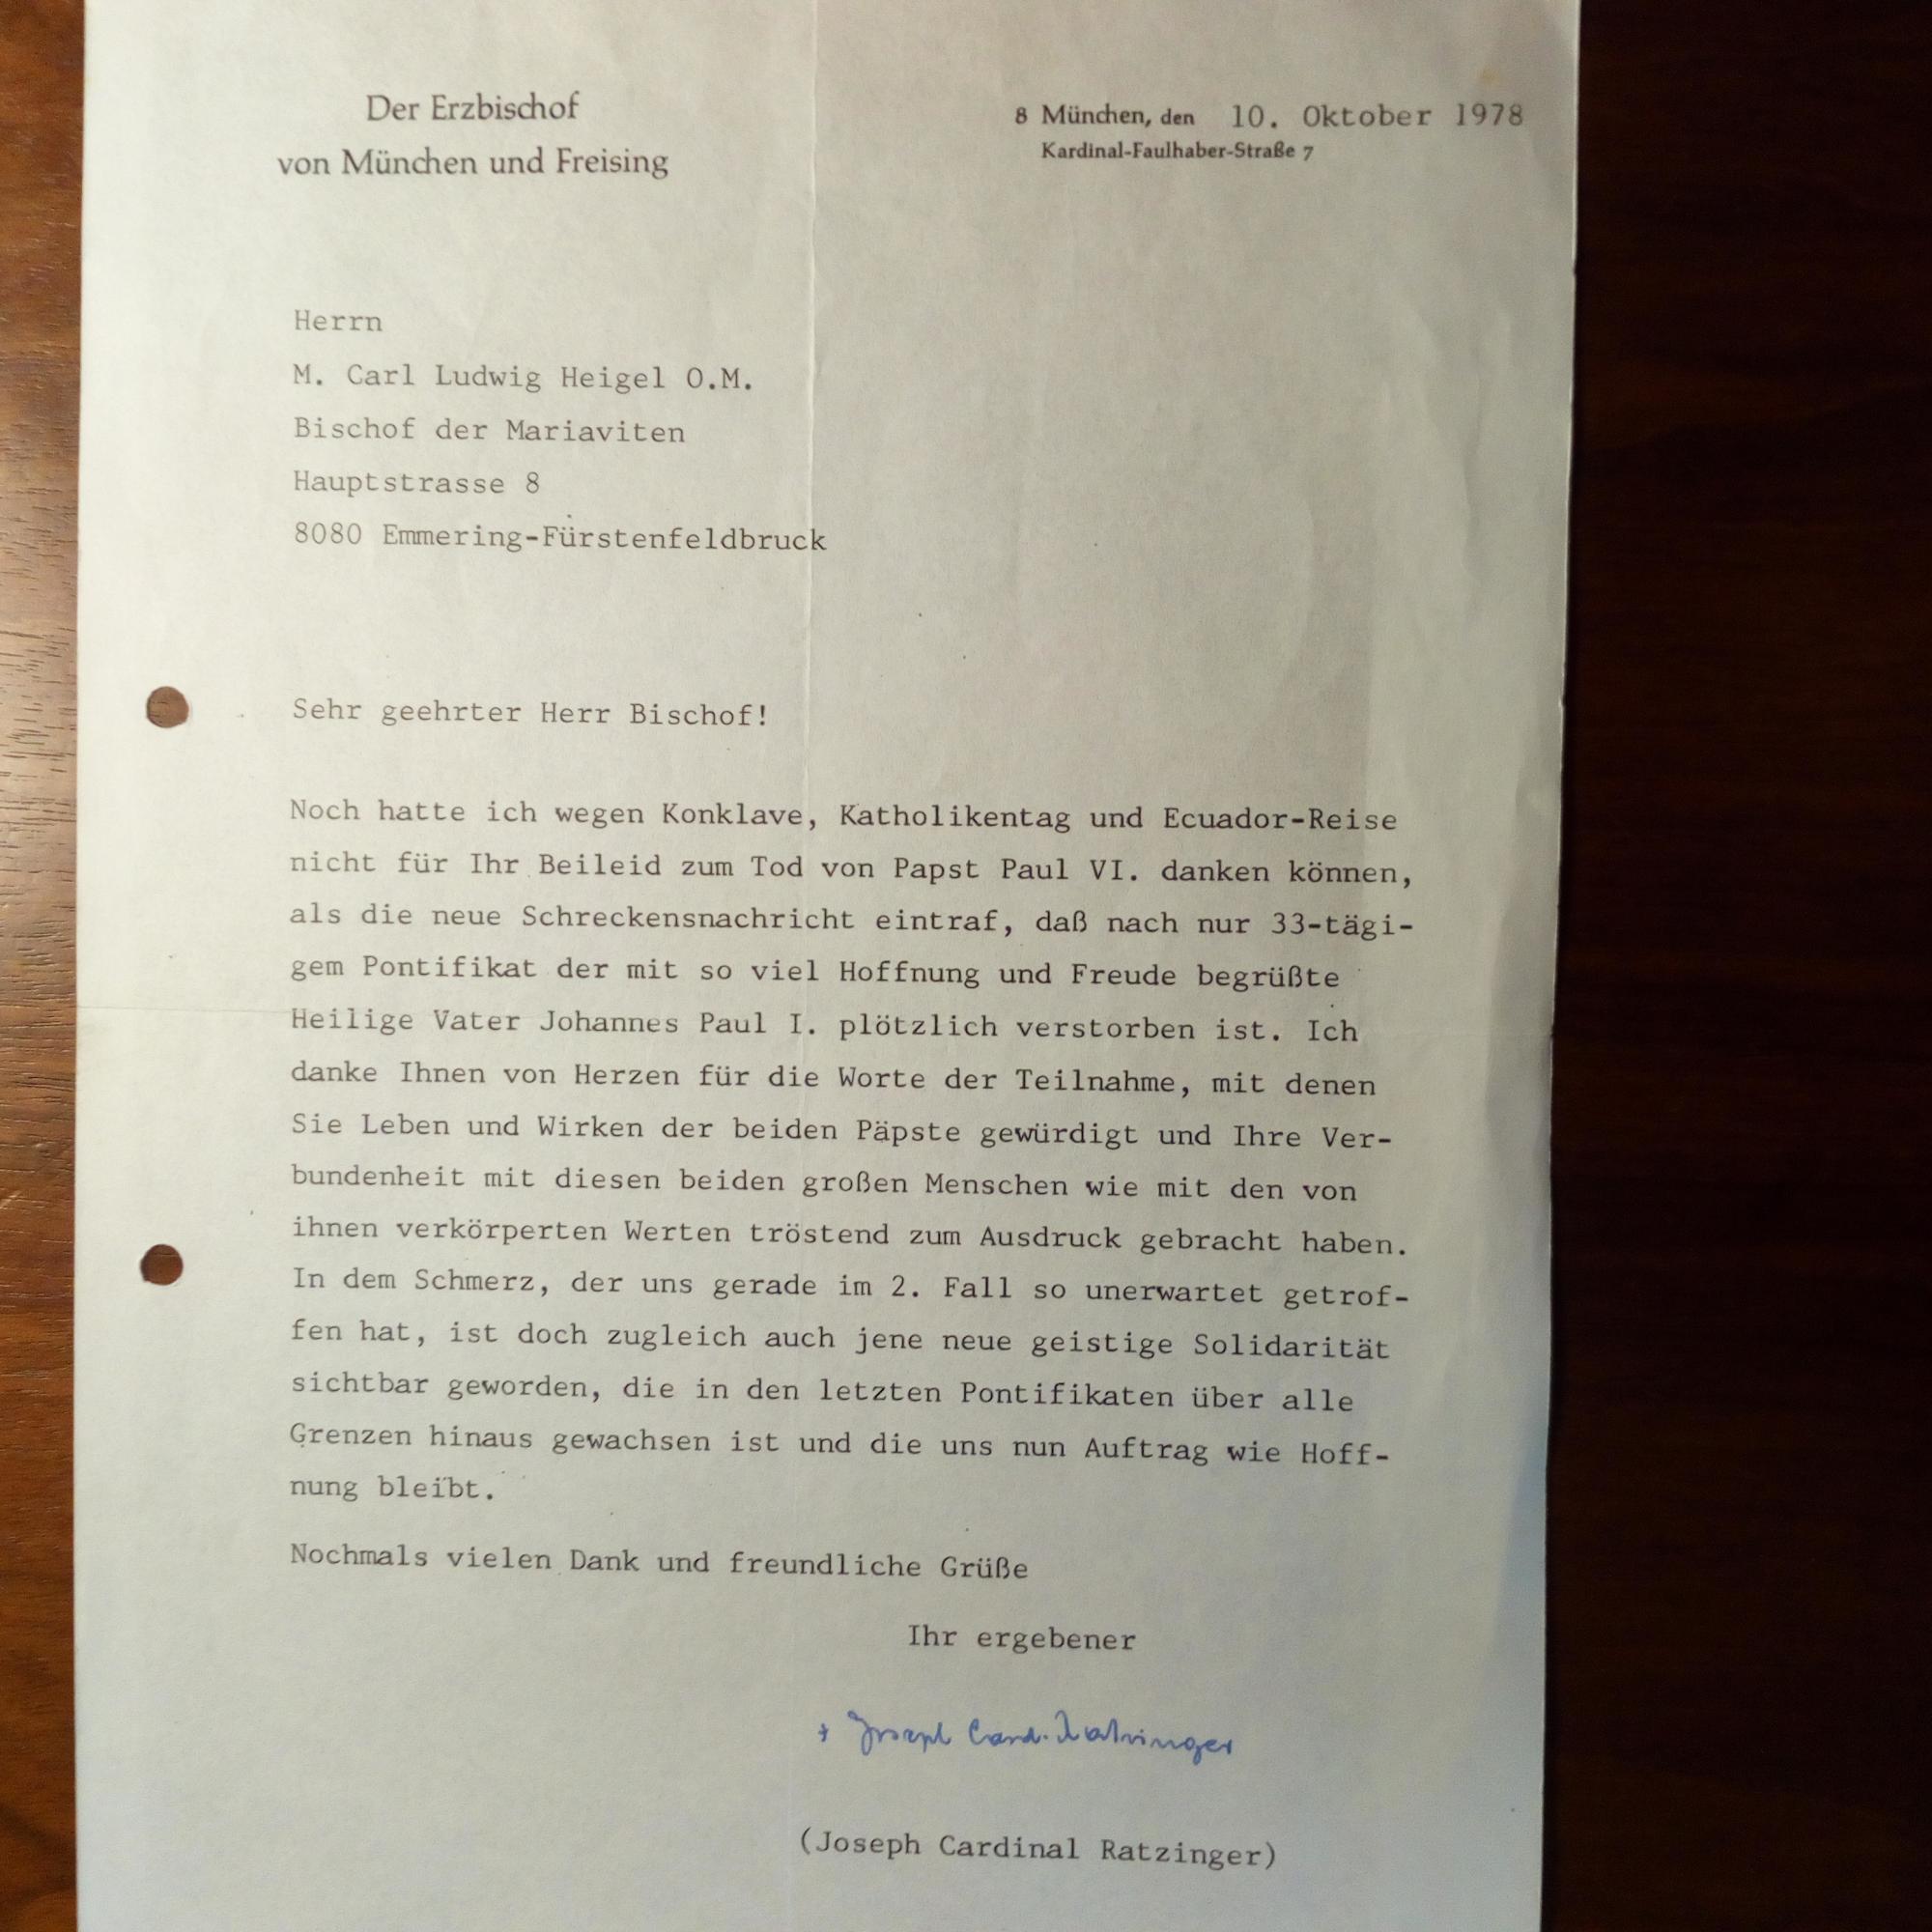 Der Erzbischof
von München und Freising
8 München, den 10. Oktober 1978
Kardinal-Faulhaber-Straße 7
Herrn
M. Carl Ludwig Heigel O.M.
Bischof der Mariaviten
Hauptstrasse 8
8080 Emmering-Fürstenfeldbruck
Sehr geehrter Herr Bischof!
Noch hatte ich wegen Konklave, Katholikentag und Ecuador-Reise
nicht für Ihr Beileid zum Tod von Papst Paul VI. danken können,
als die neue Schreckensnachricht eintraf, daß nach nur 33-tägi-
gem Pontifikat der mit so viel Hoffnung und Freude begrüßte
Heilige Vater Johannes Paul I. plötzlich verstorben ist. Ich
danke Ihnen von Herzen für die Worte der Teilnahme, mit denen
Sie Leben und Wirken der beiden Päpste gewürdigt und Ihre Ver-
bundenheit mit diesen beiden großen Menschen wie mit den von
ihnen verkörperten Werten tröstend zum Ausdruck gebracht haben.
In dem Schmerz, der uns gerade im 2. Fall so unerwartet getrof-
fen hat, ist doch zugleich auch jene neue geistige Solidarität
sichtbar geworden, die in den letzten Pontifikaten über alle
Grenzen hinaus gewachsen ist und die uns nun Auftrag wie Hoff-
nung bleibt.
Nochmals vielen Dank und freundliche Grüße
Ihr ergebener
+ Joseph Card. Ratzinger
(Joseph Cardinal Ratzinger)